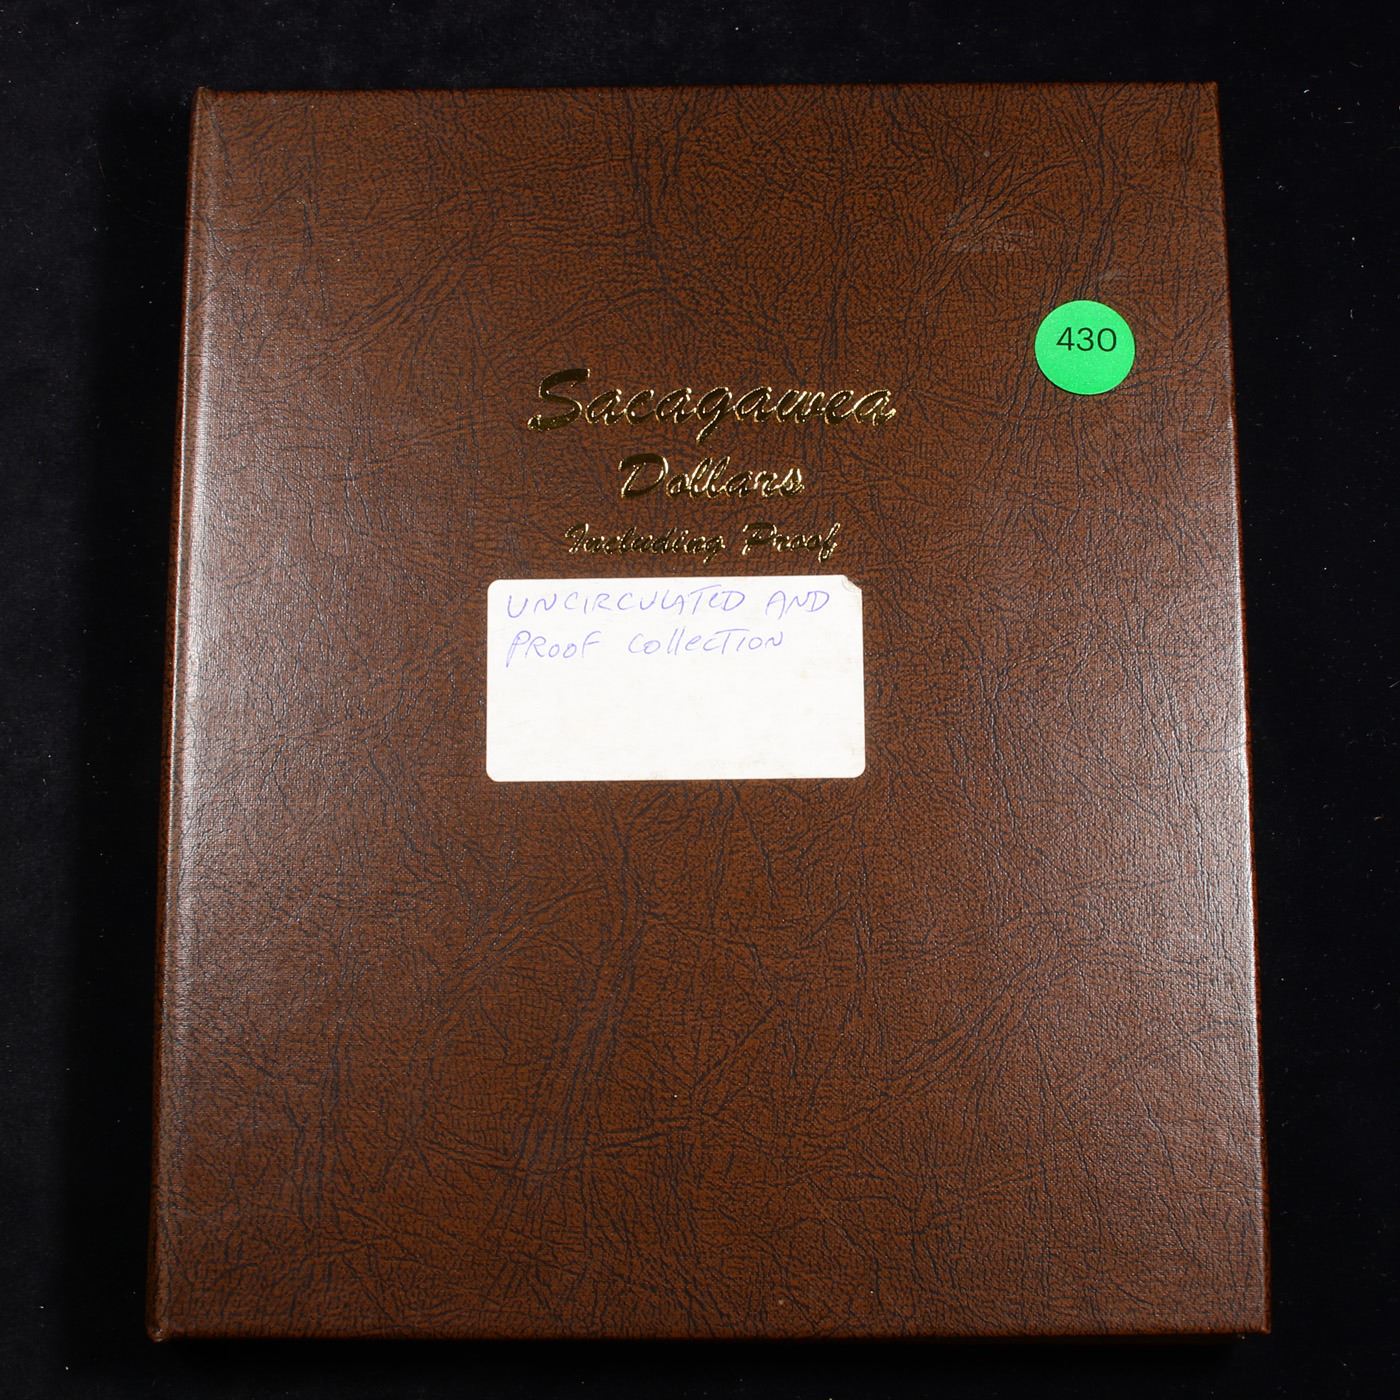 430
Sacagawea
Dollars
Including Proof
UNCIRCULATED AND
PROOF COllECTION